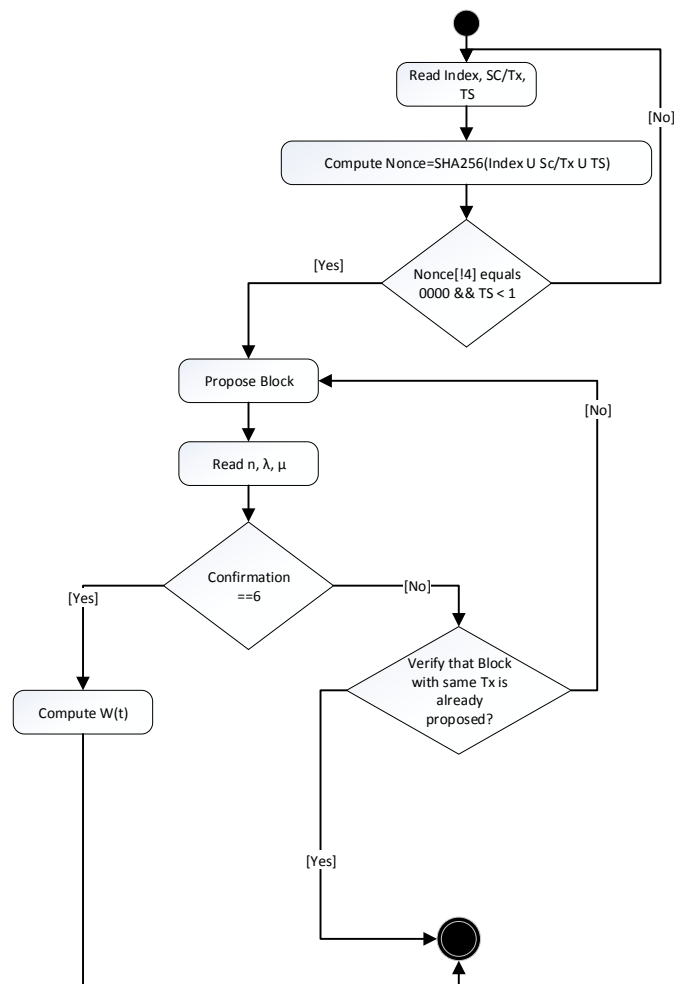 Read Index, SC/Tx,
TS
[No]
Compute Nonce=SHA256(Index U Sc/Tx U TS)
[Yes]
Nonce[!4] equals
0000 && TS < 1
Propose Block
[No]
Read n, λ, μ
Confirmation
==6
[Yes]
[No]
Verify that Block
with same Tx is
already
proposed?
Compute W(t)
[Yes]